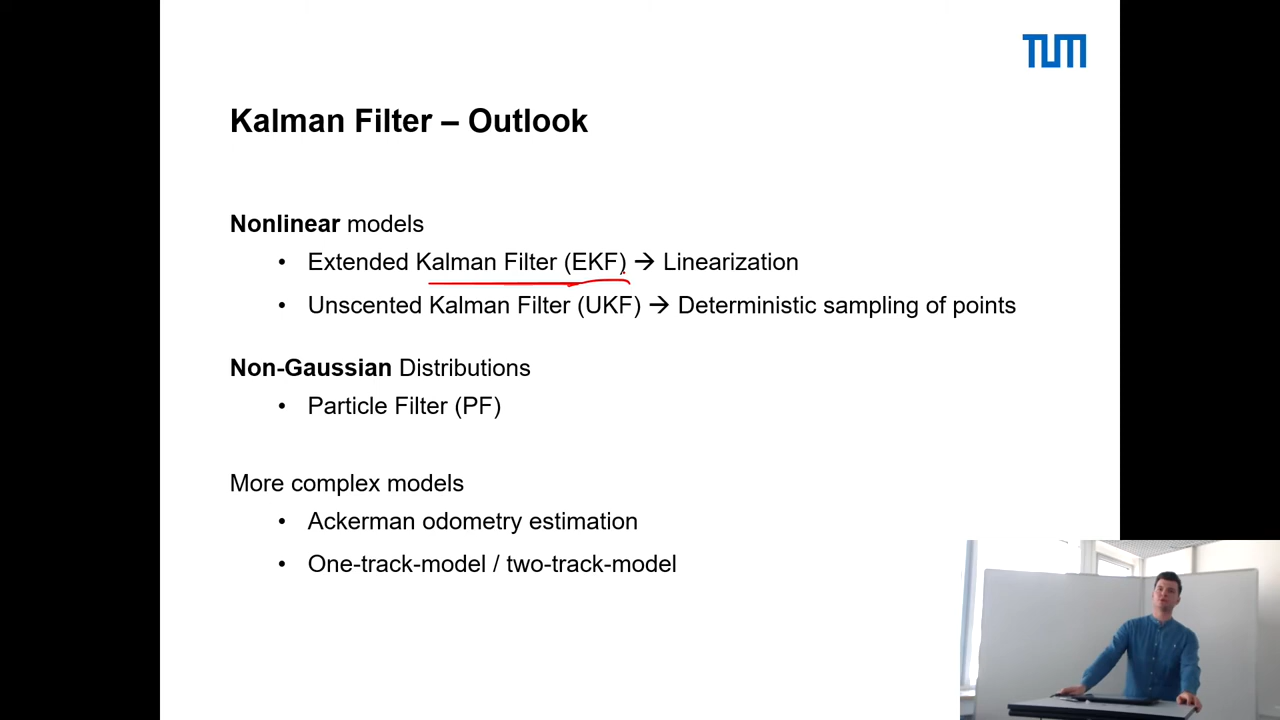 TUM
Kalman Filter – Outlook
Nonlinear models
• Extended Kalman Filter (EKF) → Linearization
• Unscented Kalman Filter (UKF) → Deterministic sampling of points
Non-Gaussian Distributions
• Particle Filter (PF)
More complex models
• Ackerman odometry estimation
• One-track-model / two-track-model